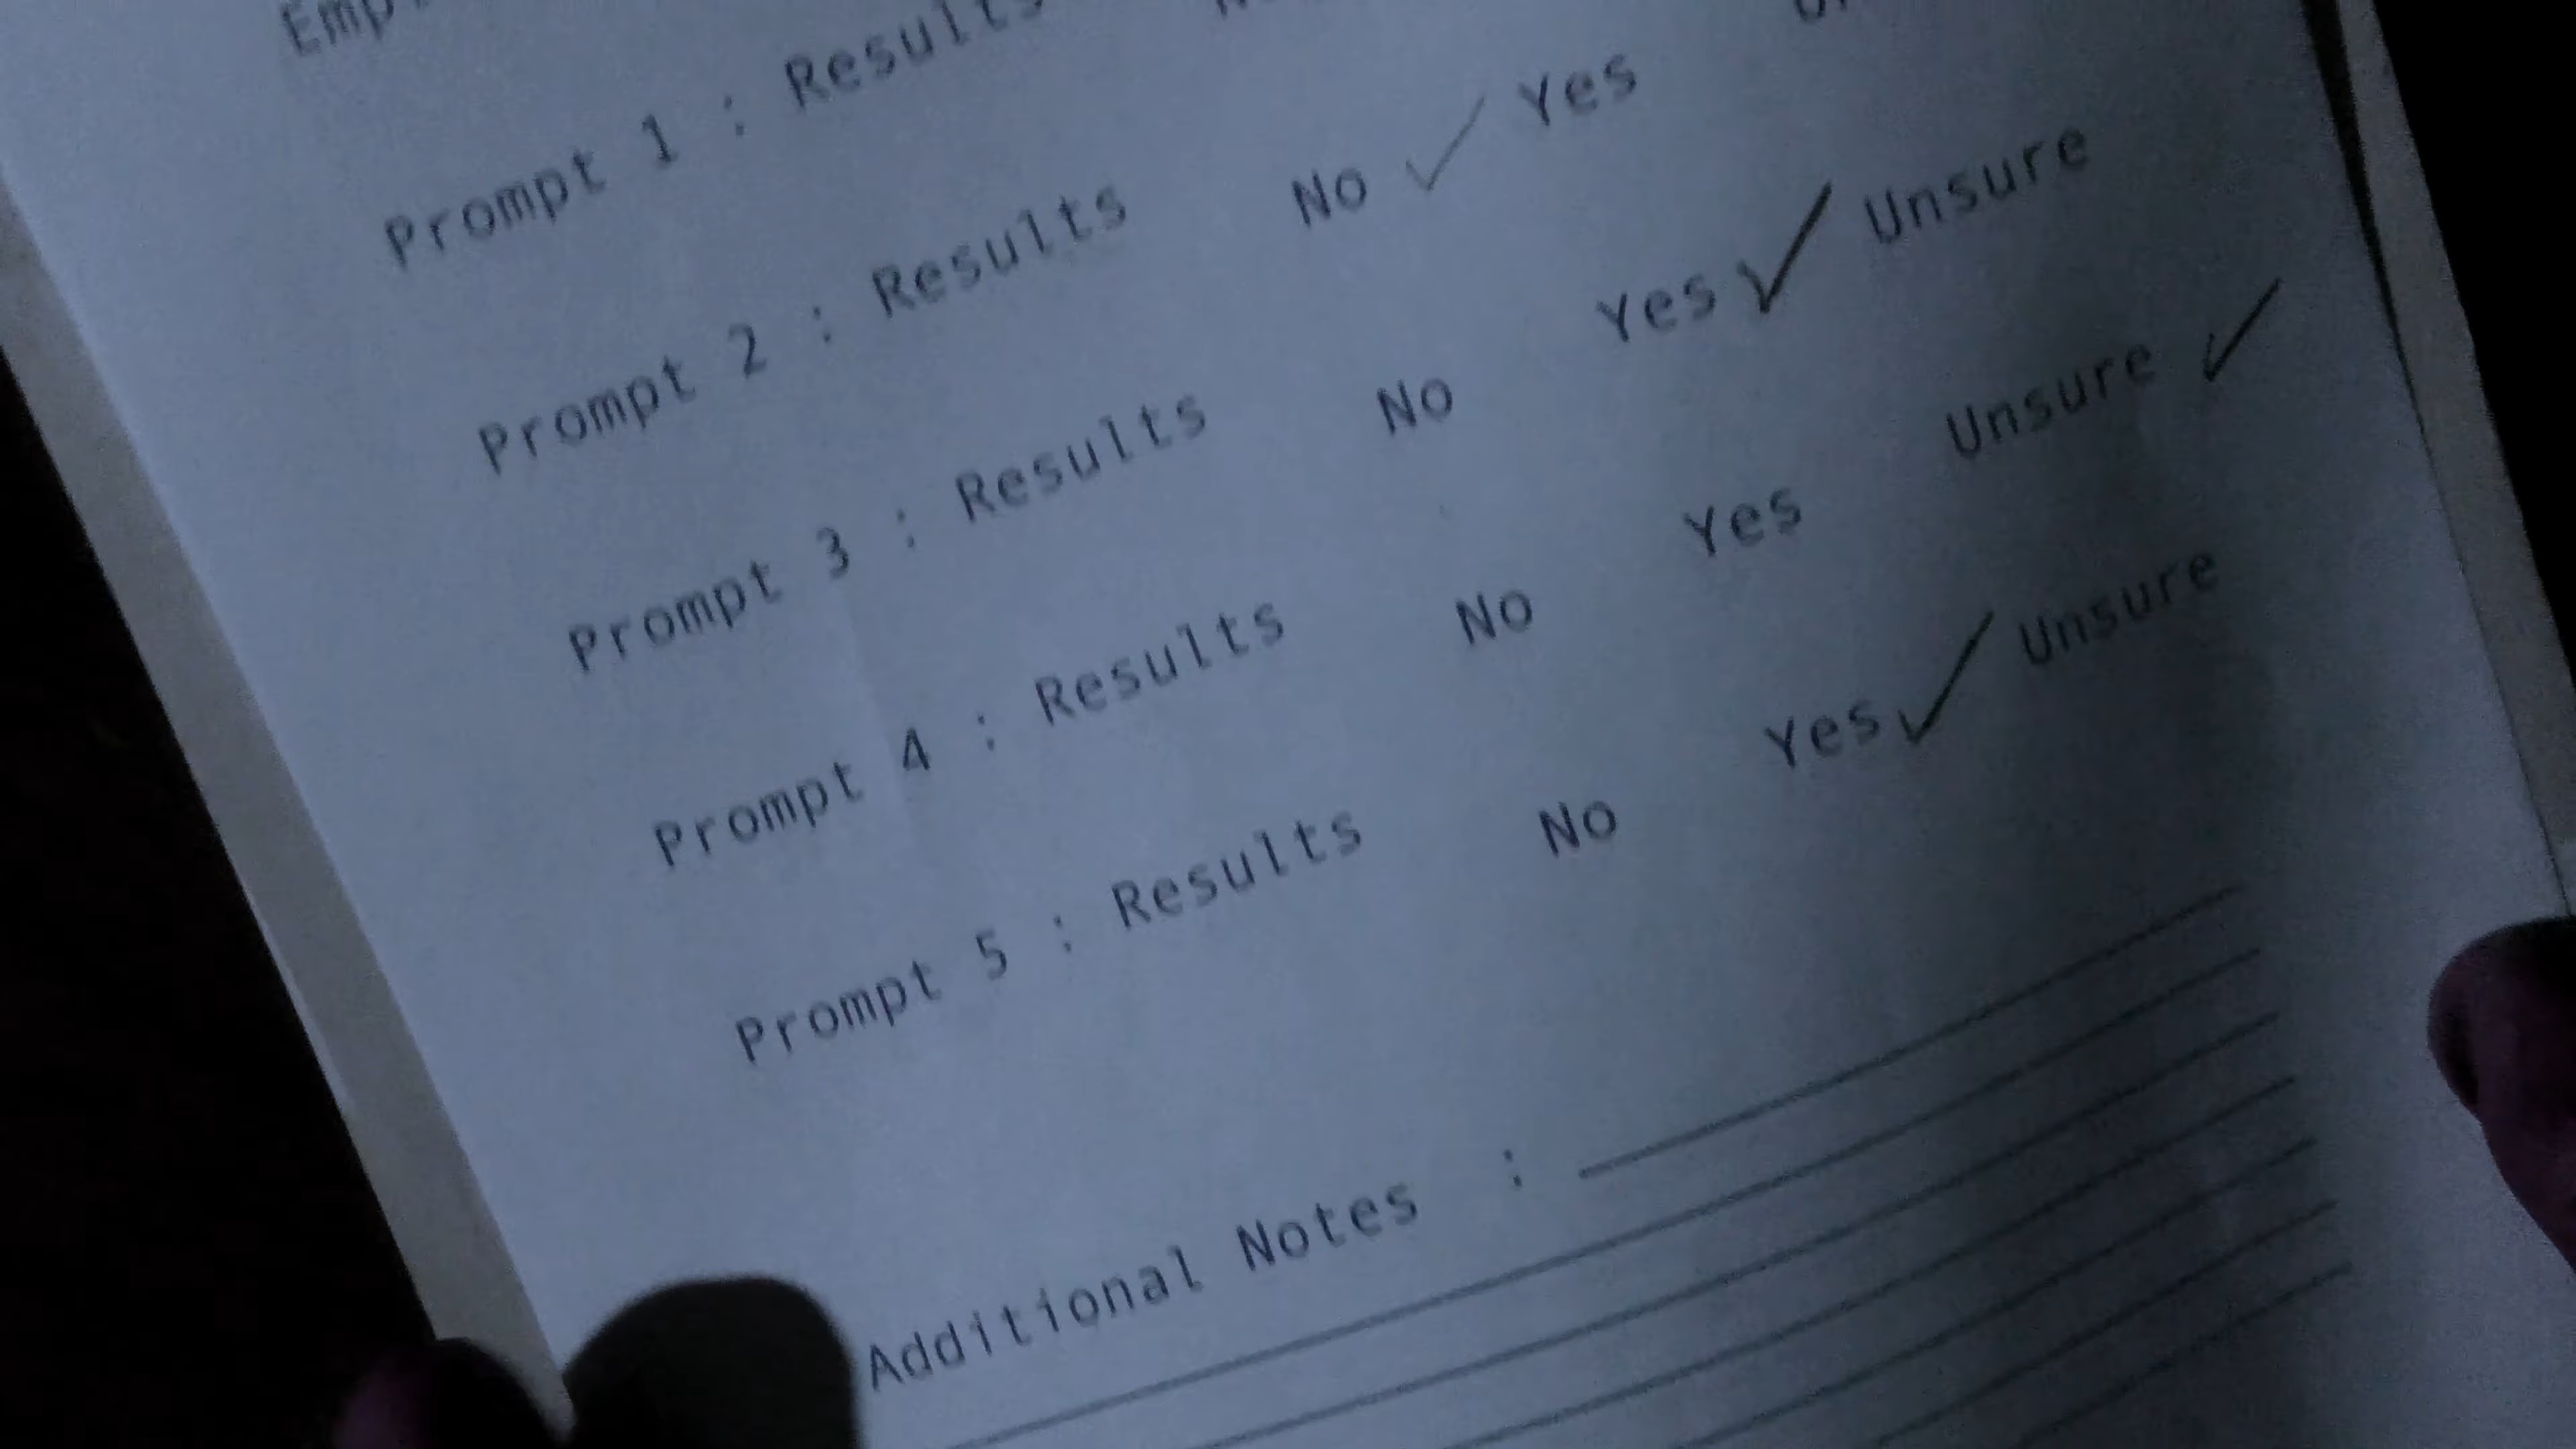 Prompt 1 : Results
Prompt 2 : Results No ✓ Yes
Prompt 3 : Results No Yes ✓ Unsure
Prompt 4 : Results No Yes Unsure ✓
Prompt 5 : Results No Yes ✓ Unsure
Additional Notes :